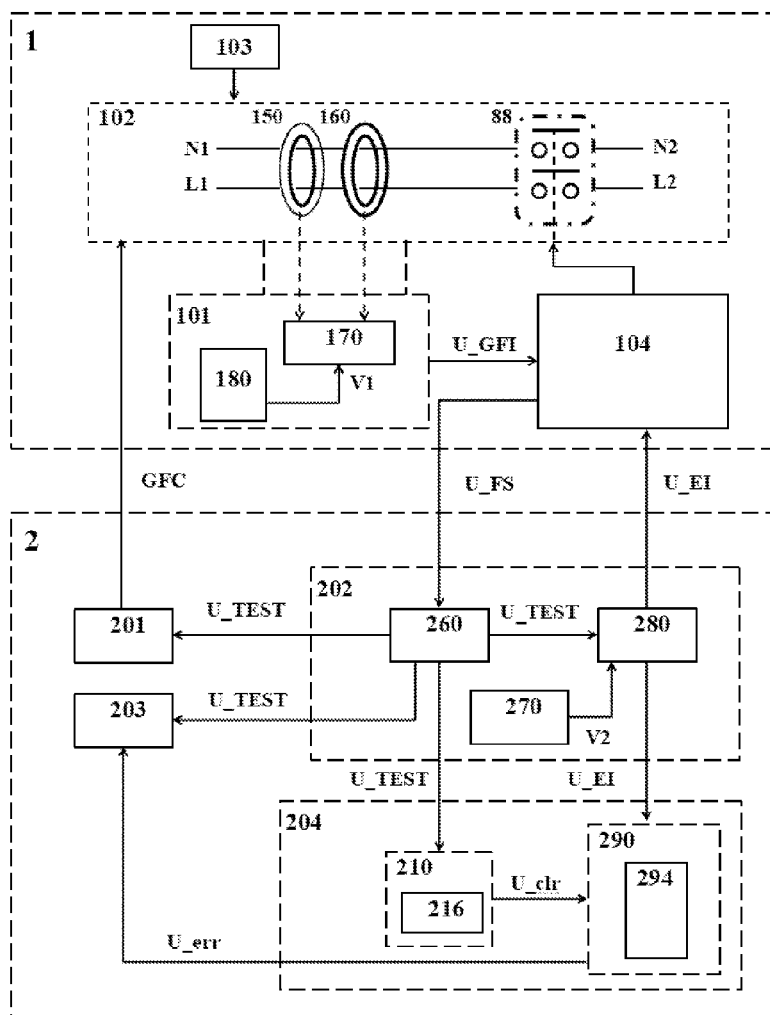 1
103
102
150
160
88
N1
N2
L1
L2
101
170
104
180
V1
U_GFI
GFC
U_FS
U_EI
2
202
201
U_TEST
260
U_TEST
280
203
U_TEST
270
V2
U_TEST
U_EI
204
290
210
294
216
U_clr
U_err